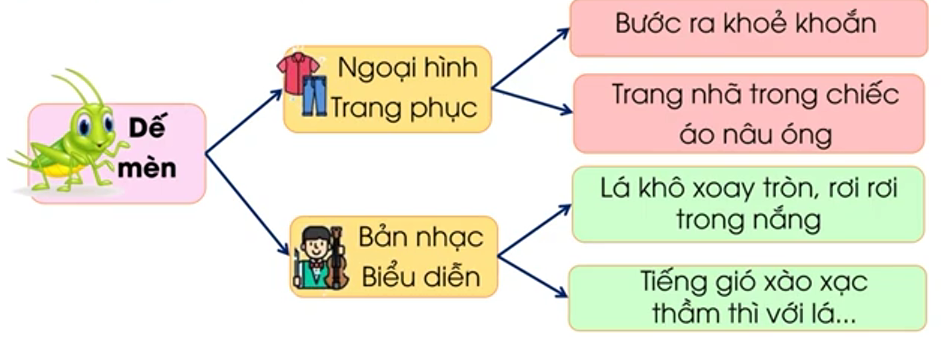 Dế
mèn
Ngoại hình
Trang phục
Bước ra khoẻ khoắn
Trang nhã trong chiếc
áo nâu óng
Bản nhạc
Biểu diễn
Lá khô xoay tròn, rơi rơi
trong nắng
Tiếng gió xào xạc
thầm thì với lá...